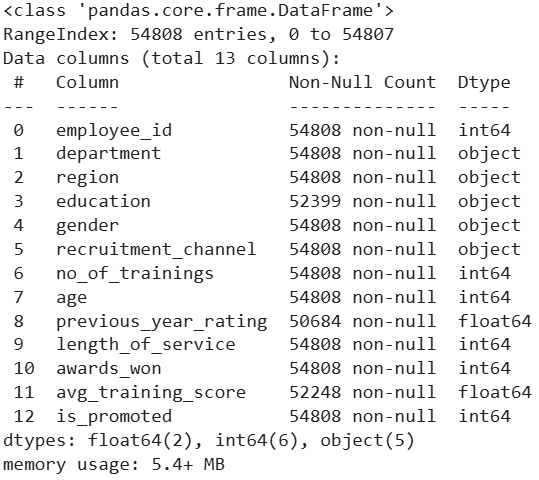 <class 'pandas.core.frame.DataFrame'>
RangeIndex: 54808 entries, 0 to 54807
Data columns (total 13 columns):
 #   Column                Non-Null Count  Dtype
---  ------                --------------  -----
 0   employee_id           54808 non-null  int64
 1   department            54808 non-null  object
 2   region                54808 non-null  object
 3   education             52399 non-null  object
 4   gender                54808 non-null  object
 5   recruitment_channel   54808 non-null  object
 6   no_of_trainings       54808 non-null  int64
 7   age                   54808 non-null  int64
 8   previous_year_rating  50684 non-null  float64
 9   length_of_service     54808 non-null  int64
 10  awards_won            54808 non-null  int64
 11  avg_training_score    52248 non-null  float64
 12  is_promoted           54808 non-null  int64
dtypes: float64(2), int64(6), object(5)
memory usage: 5.4+ MB